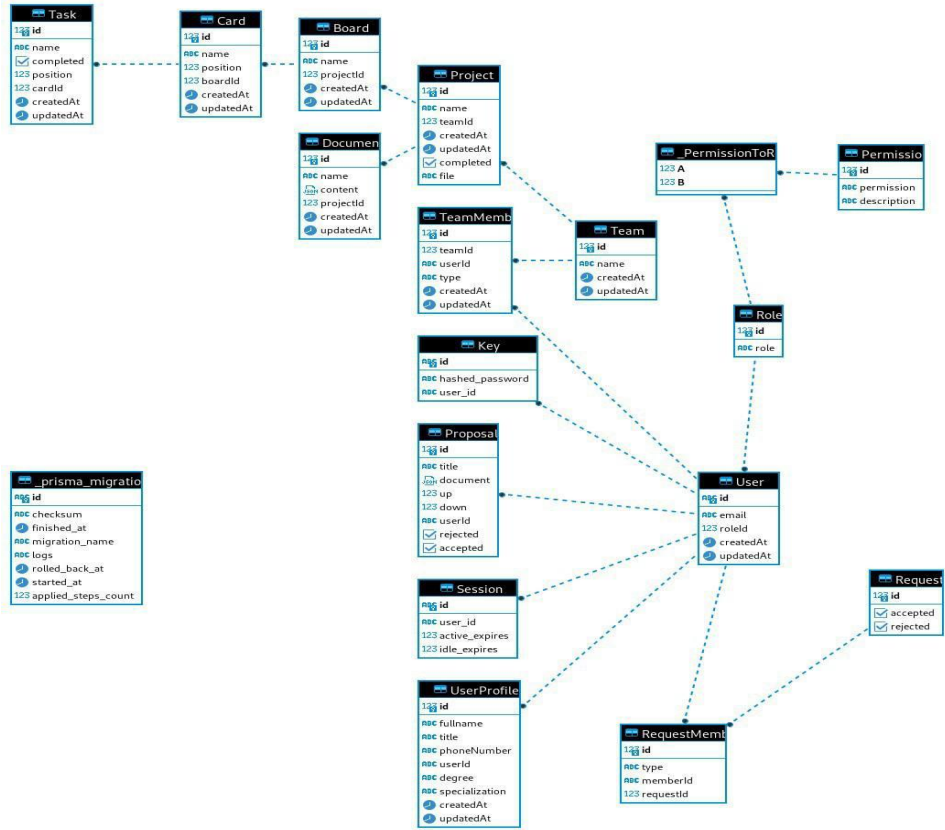 Task
id
name
completed
position
cardId
createdAt
updatedAt
Card
id
name
position
boardId
createdAt
updatedAt
Board
id
name
projectId
createdAt
updatedAt
Documen
id
name
content
projectId
createdAt
updatedAt
Project
id
name
teamId
createdAt
updatedAt
completed
file
TeamMemb
id
teamId
userId
type
createdAt
updatedAt
Team
id
name
createdAt
updatedAt
_PermissionToR
A
B
Permissio
id
permission
description
Role
id
role
Key
id
hashed_password
user_id
Proposal
id
title
document
up
down
userId
rejected
accepted
User
id
email
roleId
createdAt
updatedAt
_prisma_migratio
id
checksum
finished_at
migration_name
logs
rolled_back_at
started_at
applied_steps_count
Session
id
user_id
active_expires
idle_expires
Request
id
accepted
rejected
UserProfile
id
fullname
title
phoneNumber
userId
degree
specialization
createdAt
updatedAt
RequestMemb
id
type
memberId
requestId